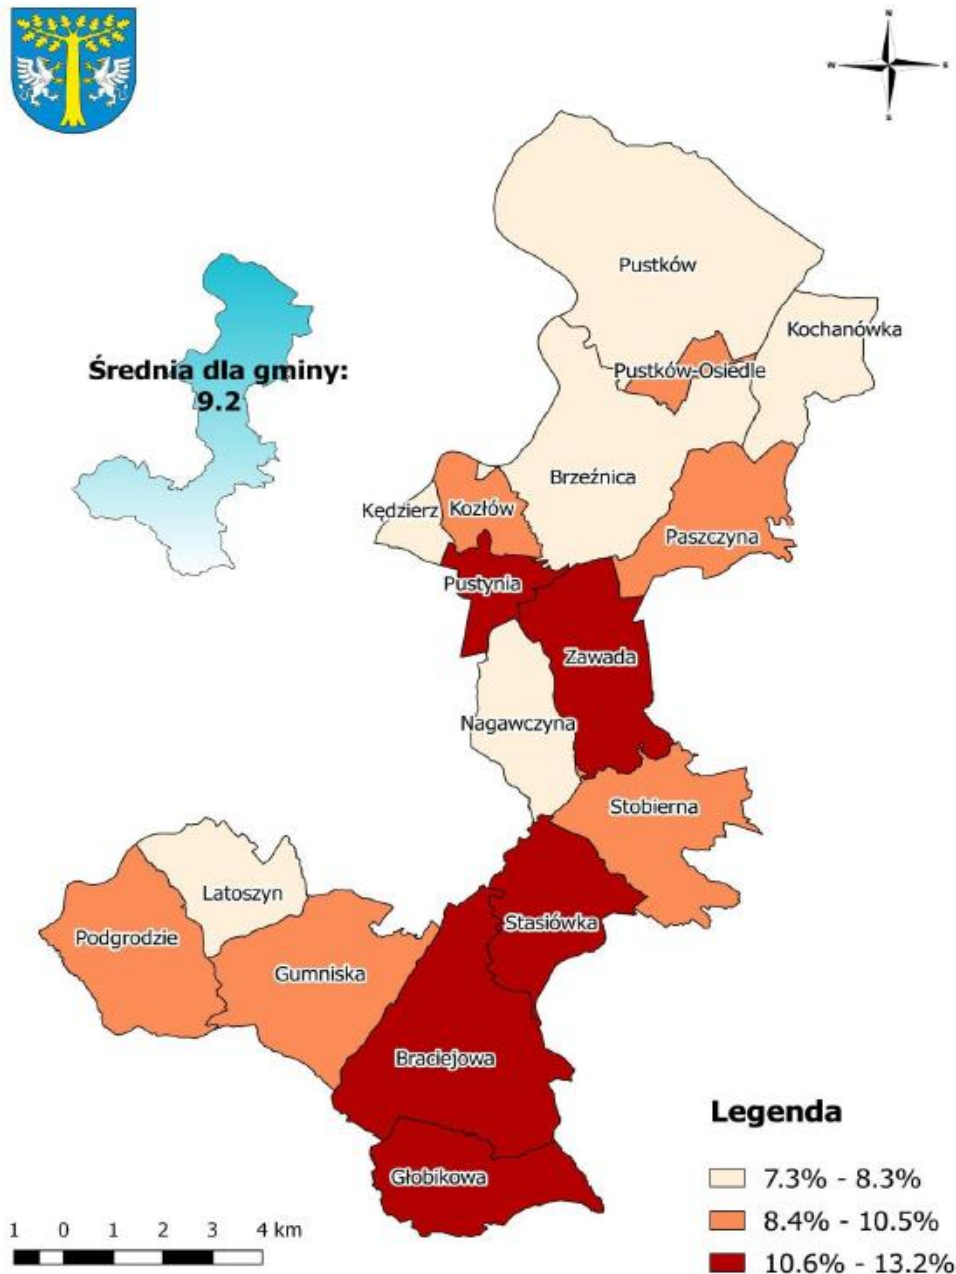 N
W
E
S
Pustków
Kochanówka
Średnia dla gminy:
9.2
Pustków-Osiedle
Brzeźnica
Kędzierz
Kozłów
Paszczyna
Pustynia
Zawada
Nagawczyna
Stobierna
Latoszyn
Stasiówka
Podgrodzie
Gumniska
Braciejowa
Głobikowa
Legenda
7.3% - 8.3%
8.4% - 10.5%
10.6% - 13.2%
1 0 1 2 3 4 km